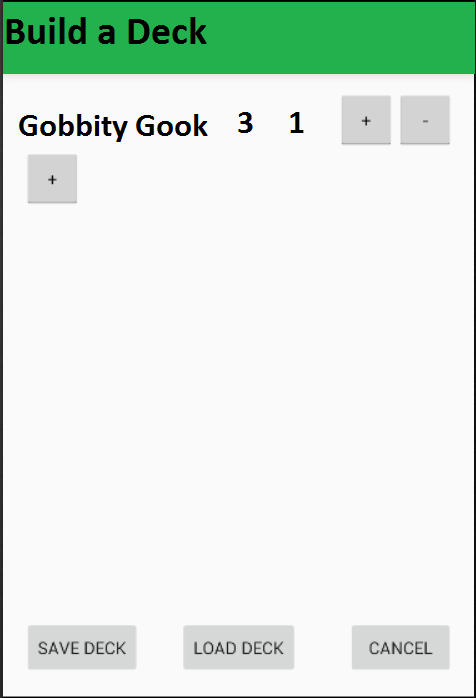 Build a Deck
Gobbity Gook 3 1 + -
+
SAVE DECK LOAD DECK CANCEL